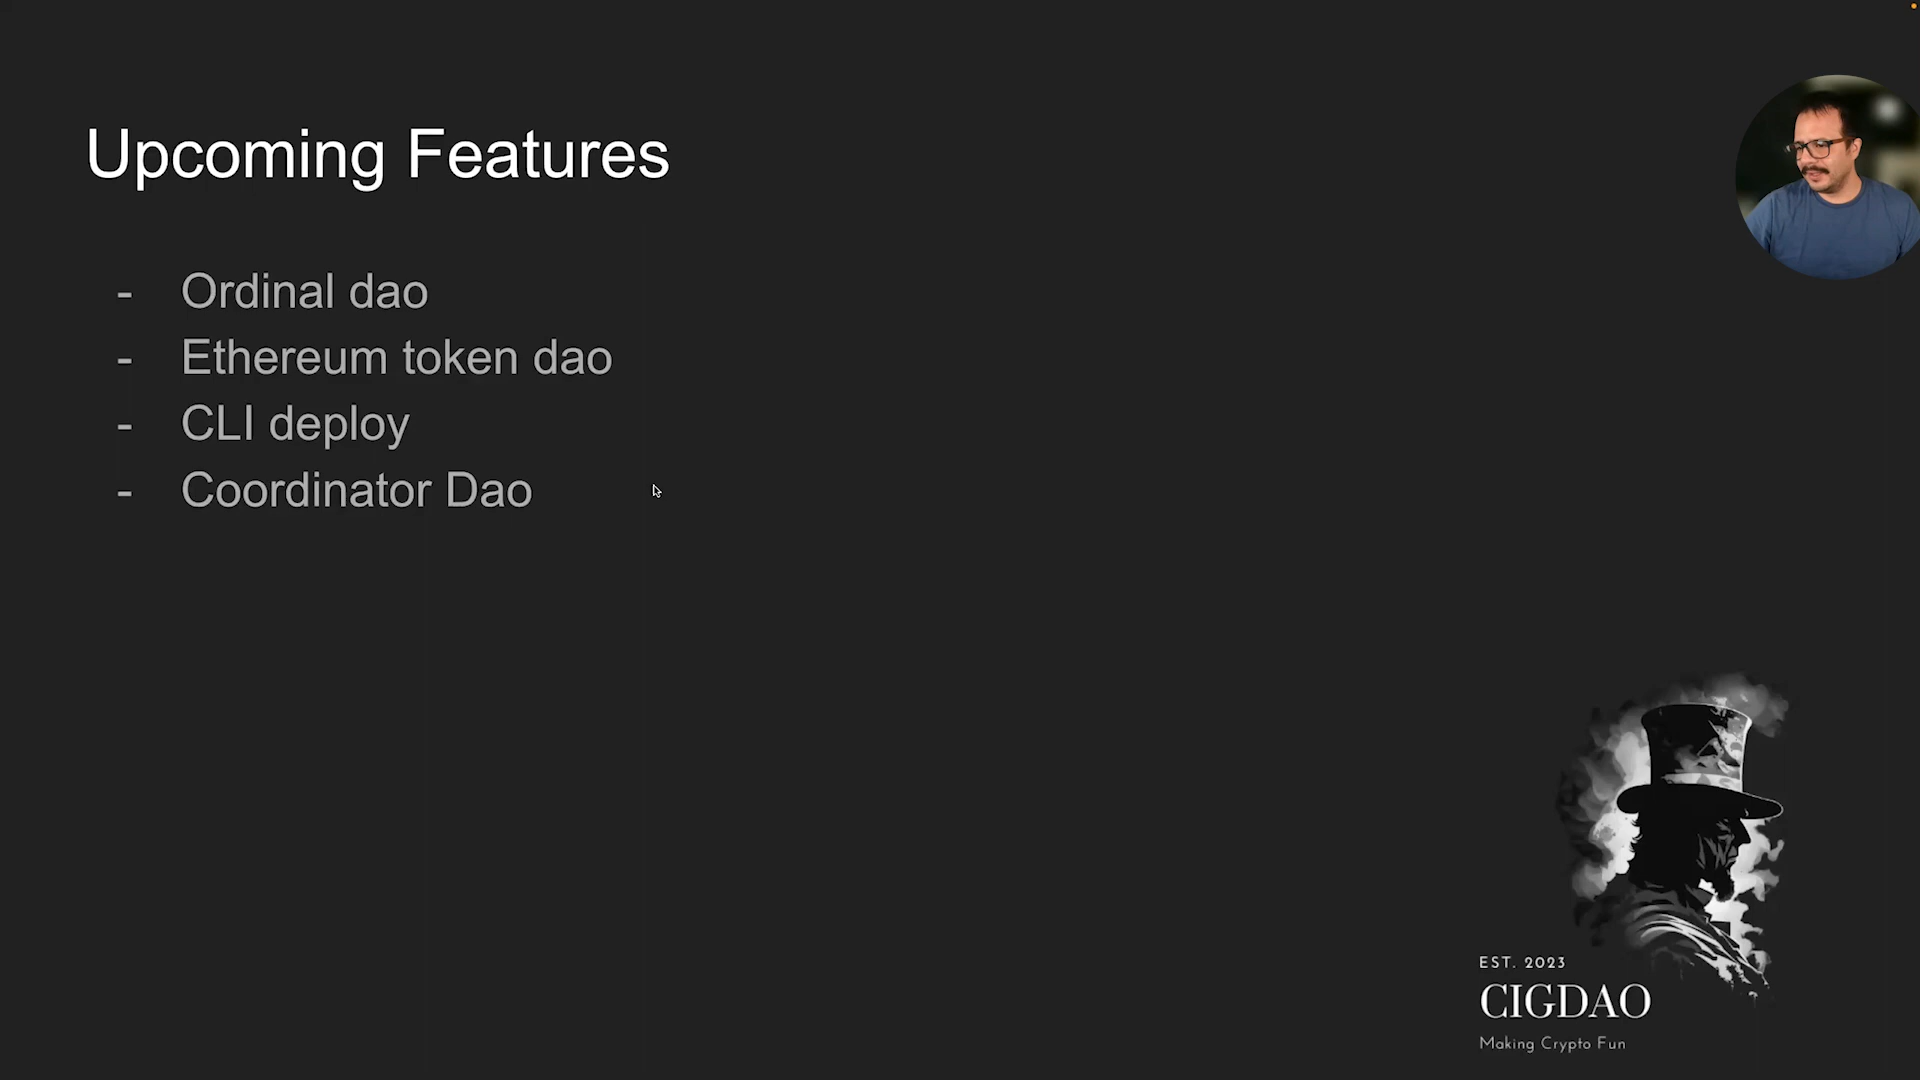 Upcoming Features
- Ordinal dao
- Ethereum token dao
- CLI deploy
- Coordinator Dao
EST. 2023
CIGDAO
Making Crypto Fun